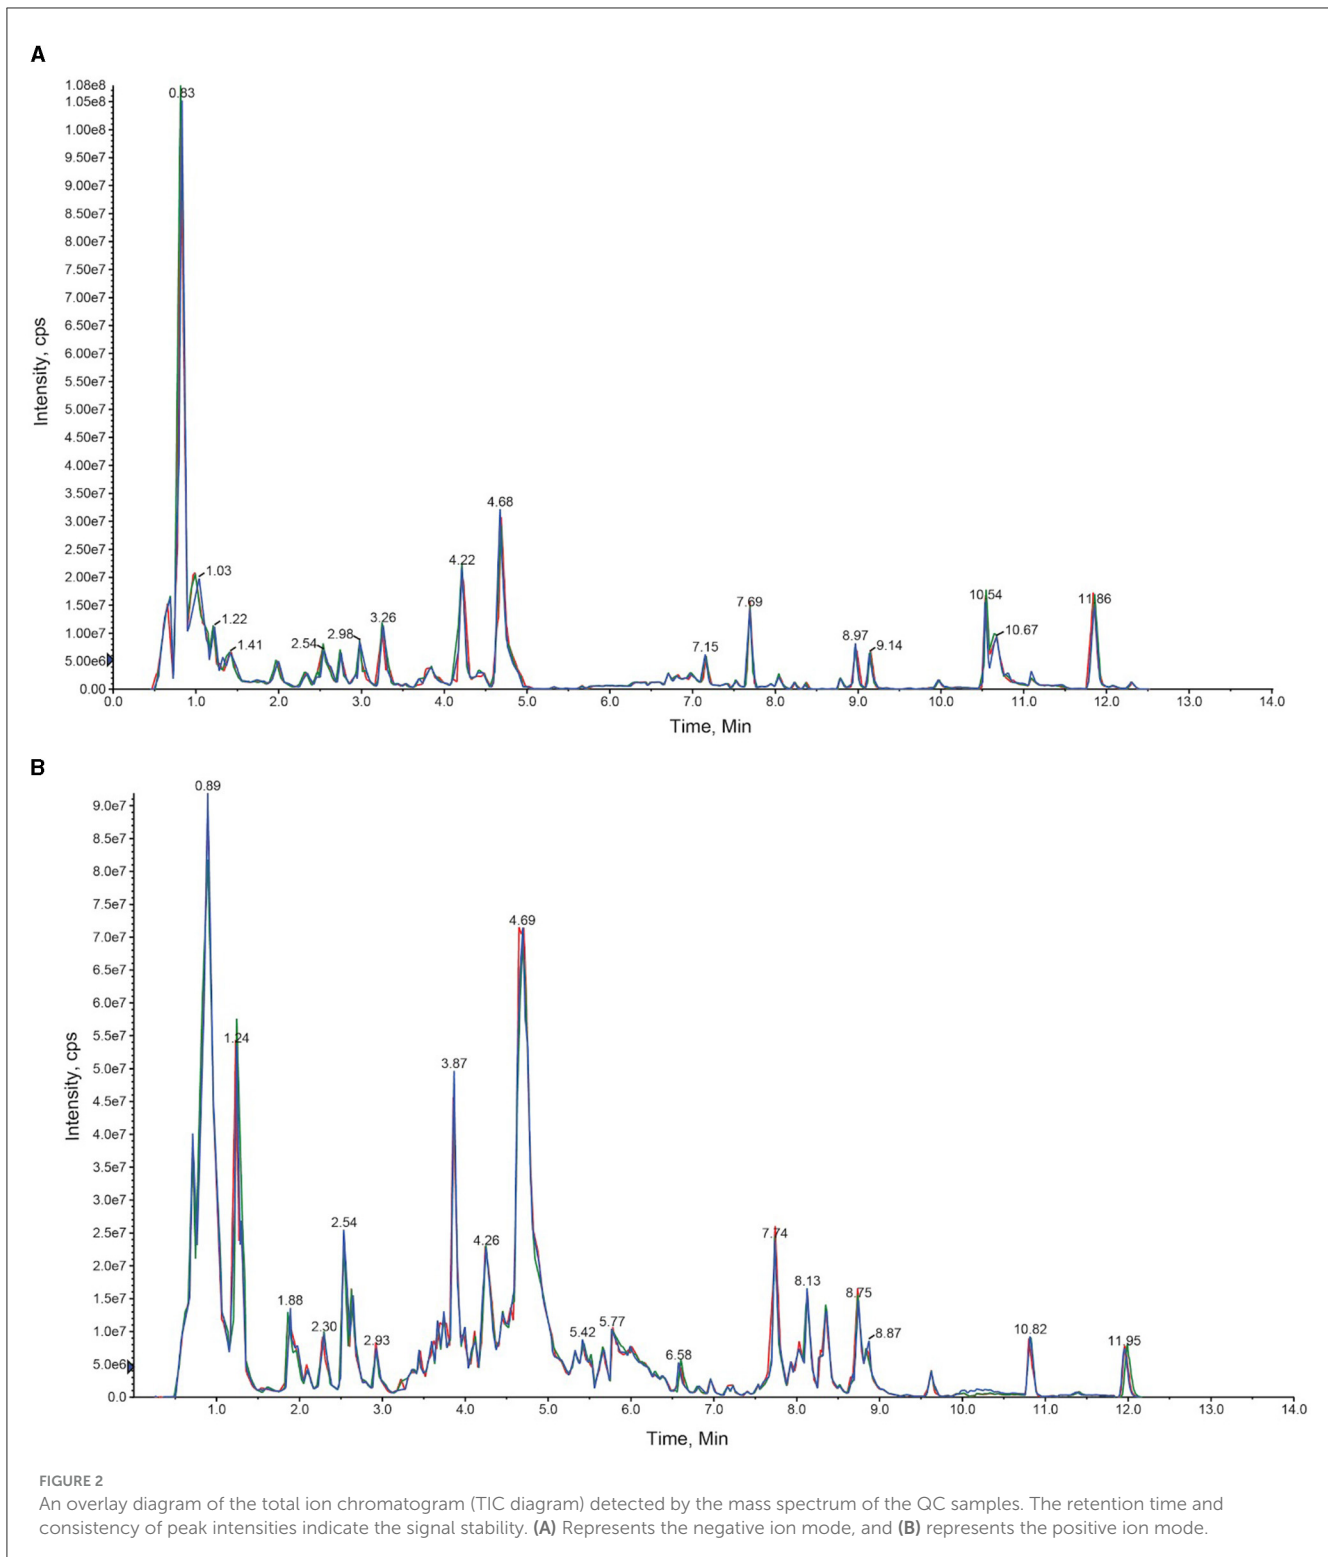 A
1.08e8
1.05e8
1.00e8
9.50e7
9.00e7
8.50e7
8.00e7
7.50e7
7.00e7
6.50e7
6.00e7
5.50e7
5.00e7
4.50e7
4.00e7
3.50e7
3.00e7
2.50e7
2.00e7
1.50e7
1.00e7
5.00e6
0.00
Intensity, cps
0.83
1.03
1.22
1.41
2.54
2.98
3.26
4.22
4.68
7.15
7.69
8.97
9.14
10.54
10.67
11.86
0.0 1.0 2.0 3.0 4.0 5.0 6.0 7.0 8.0 9.0 10.0 11.0 12.0 13.0 14.0
Time, Min
B
9.0e7
8.5e7
8.0e7
7.5e7
7.0e7
6.5e7
6.0e7
5.5e7
5.0e7
4.5e7
4.0e7
3.5e7
3.0e7
2.5e7
2.0e7
1.5e7
1.0e7
5.0e6
0.0
Intensity, cps
0.89
1.24
1.88
2.30
2.54
2.93
3.87
4.26
4.69
5.42
5.77
6.58
7.74
8.13
8.75
8.87
10.82
11.95
1.0 2.0 3.0 4.0 5.0 6.0 7.0 8.0 9.0 10.0 11.0 12.0 13.0 14.0
Time, Min
FIGURE 2
An overlay diagram of the total ion chromatogram (TIC diagram) detected by the mass spectrum of the QC samples. The retention time and
consistency of peak intensities indicate the signal stability. (A) Represents the negative ion mode, and (B) represents the positive ion mode.